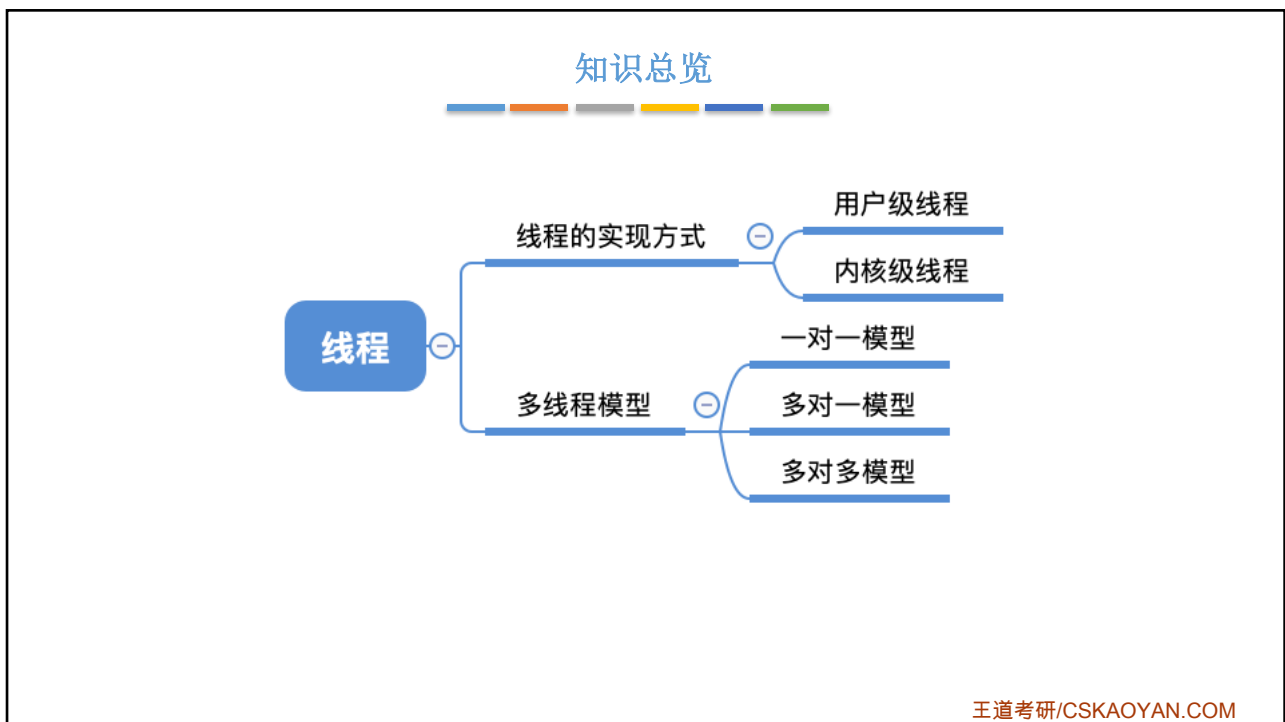 知识总览
用户级线程
线程的实现方式
内核级线程
线程
一对一模型
多线程模型
多对一模型
多对多模型
王道考研/CSKAOYAN.COM